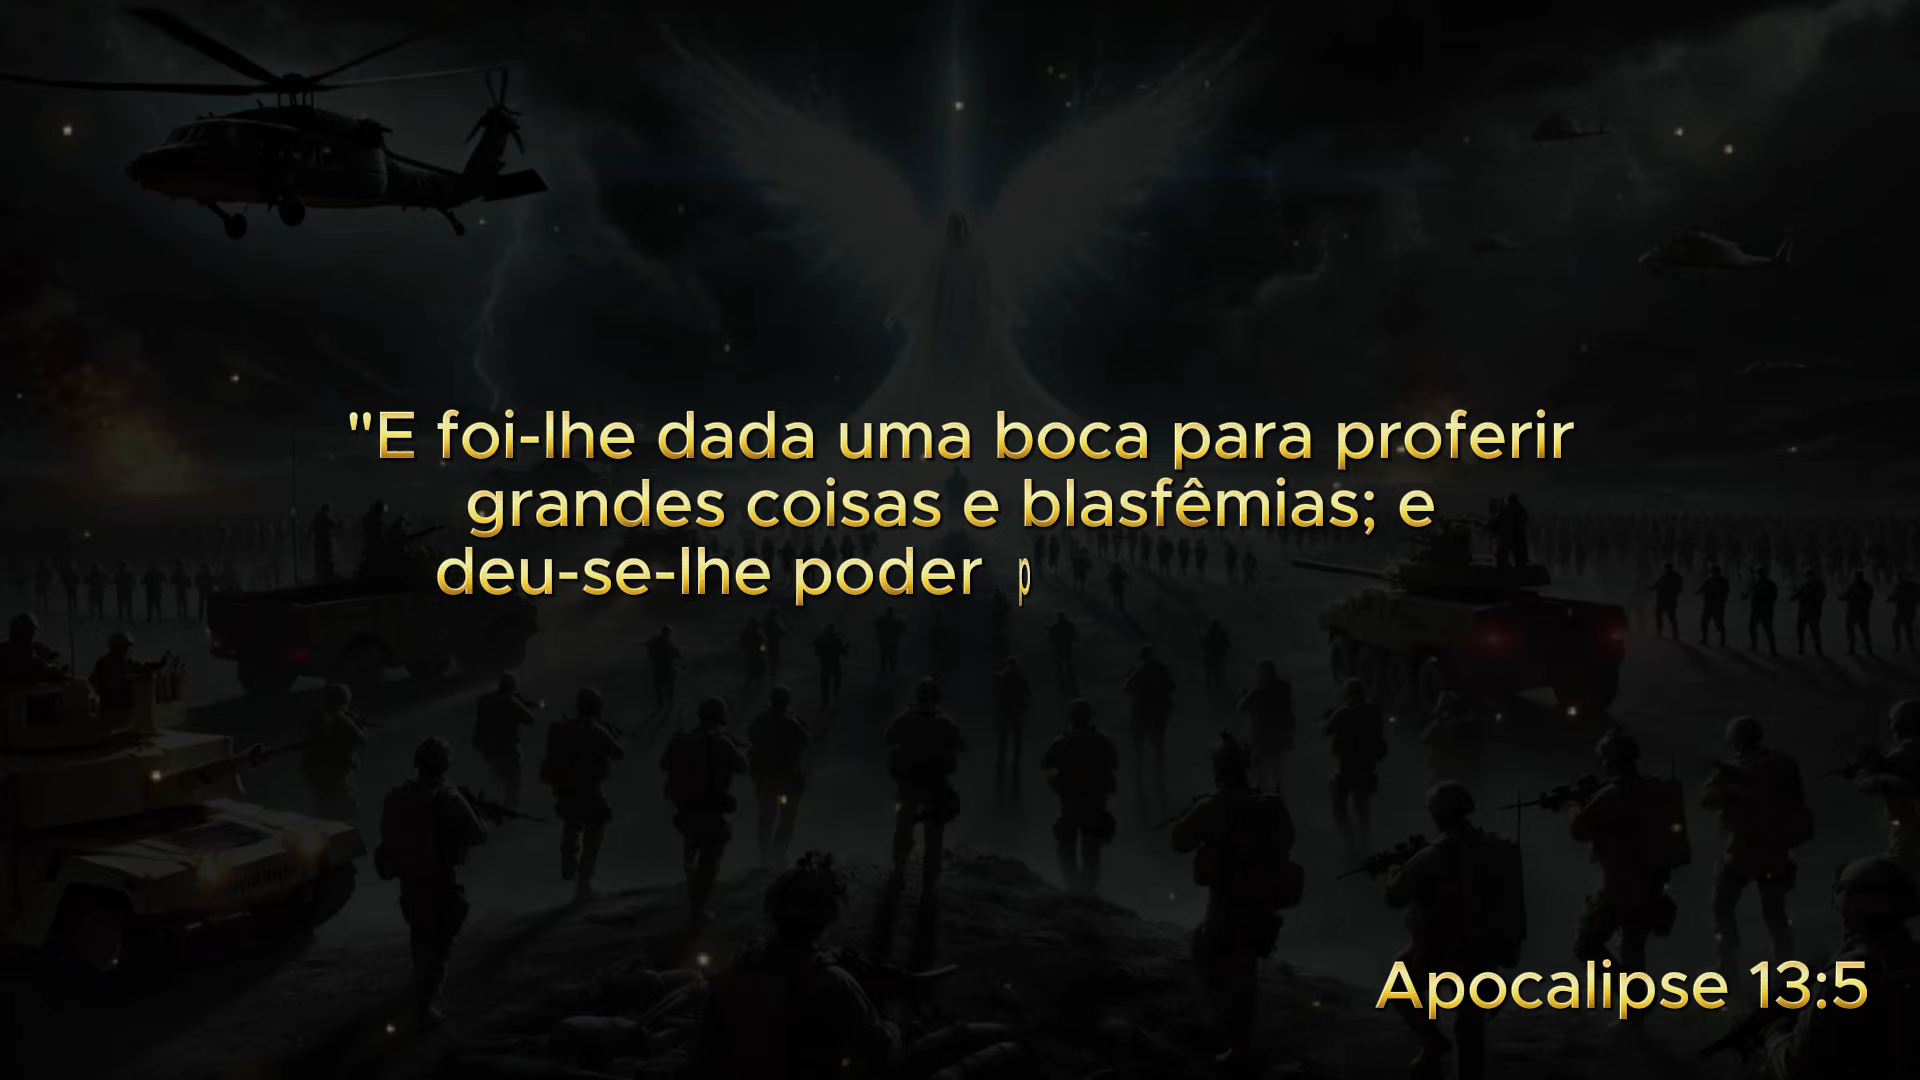 "E foi-lhe dada uma boca para proferir
grandes coisas e blasfêmias; e
deu-se-lhe poder p
Apocalipse 13:5